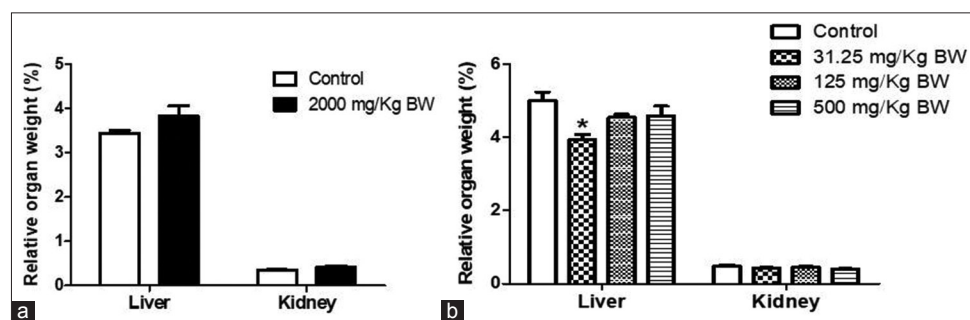 Relative organ weight (%)
5
4
3
2
1
0
Control
2000 mg/Kg BW
Liver Kidney
a
Relative organ weight (%)
6
4
2
0
Control
31.25 mg/Kg BW
125 mg/Kg BW
500 mg/Kg BW
*
Liver Kidney
b